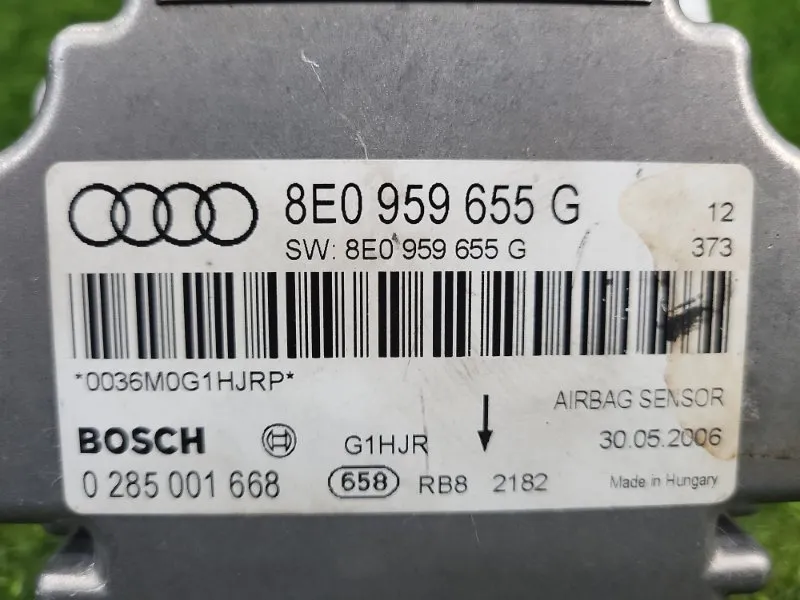 8E0 959 655 G 12
SW: 8E0 959 655 G 373
*0036M0G1HJRP*
AIRBAG SENSOR
BOSCH G1HJR 30.05.2006
0 285 001 668 658 RB8 2182 Made in Hungary